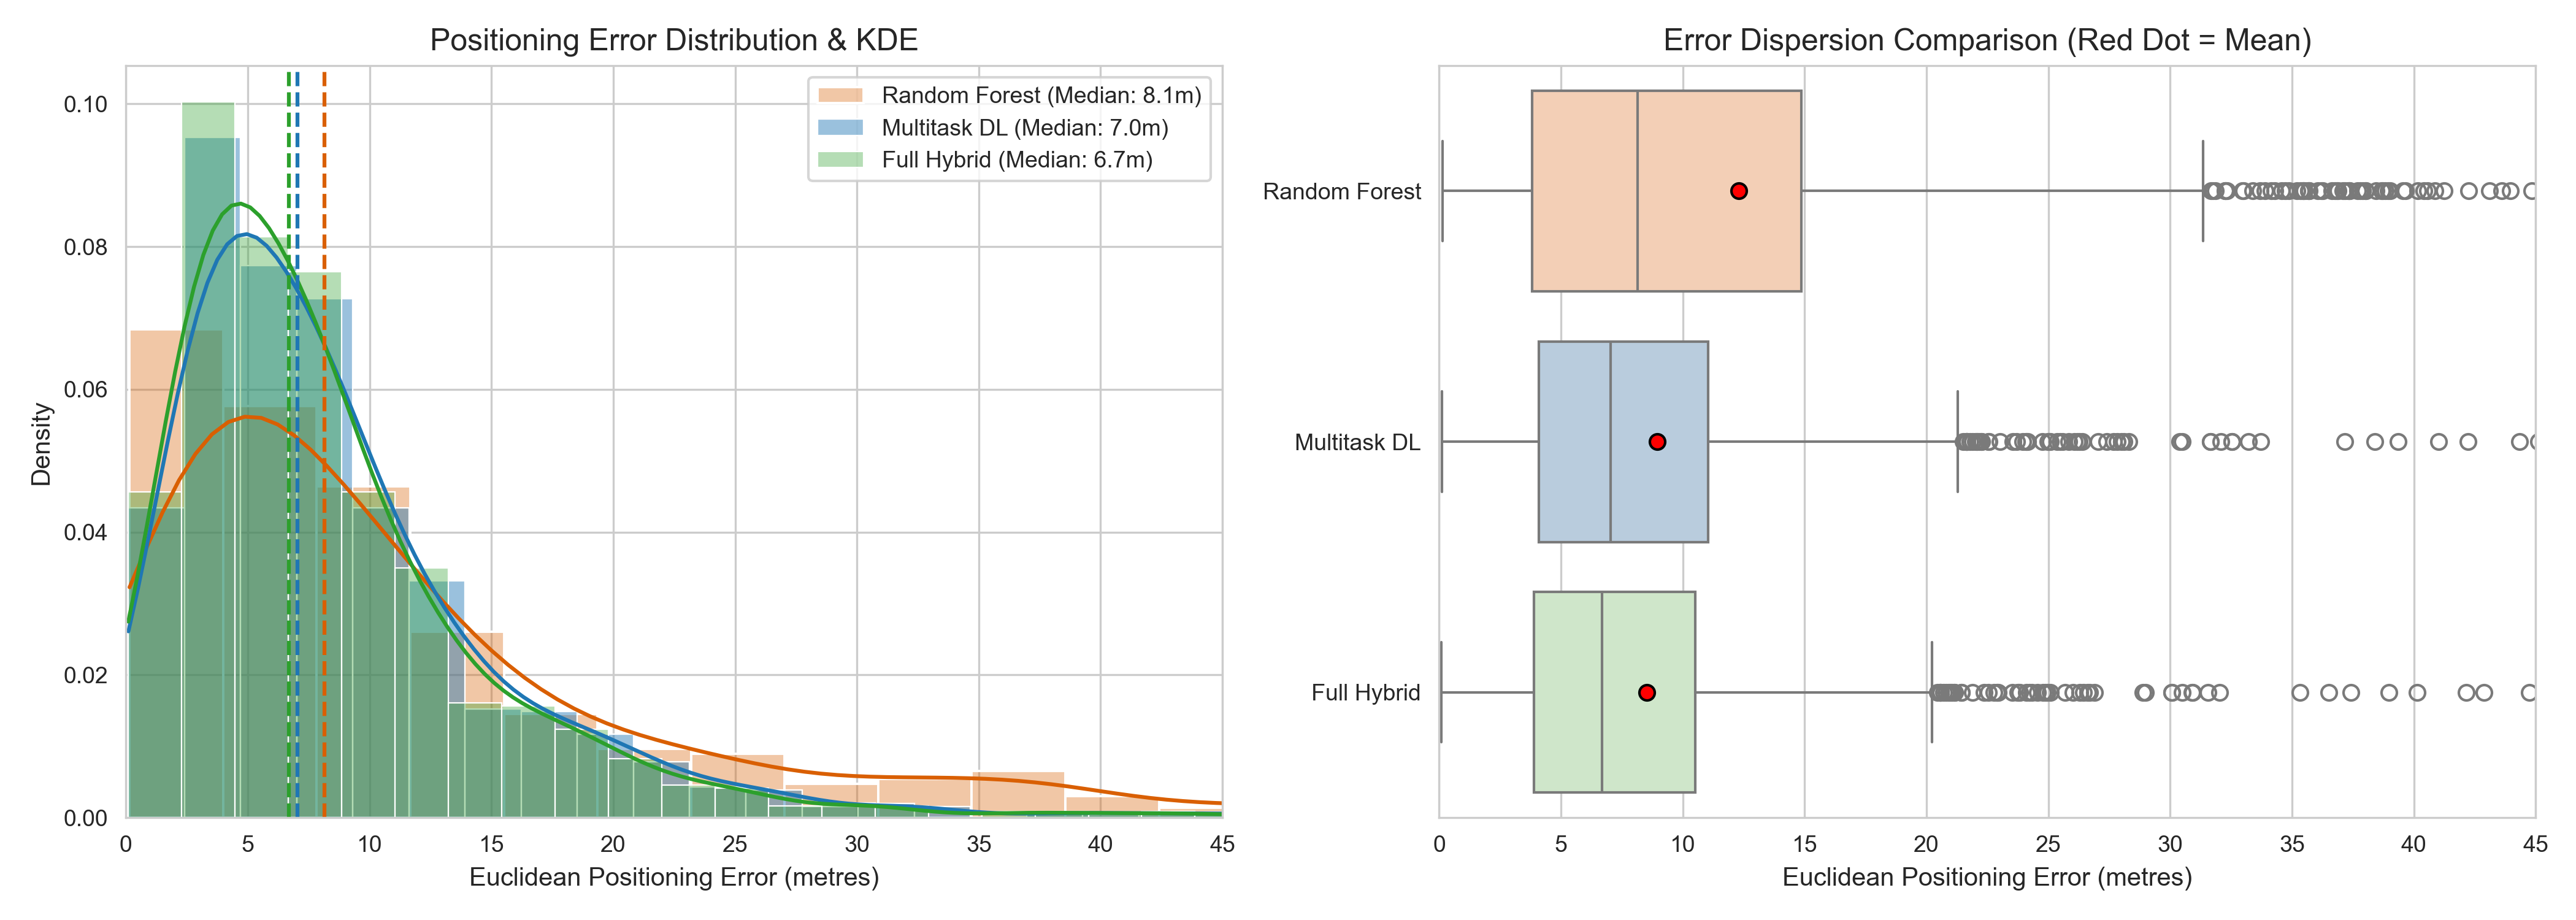 Positioning Error Distribution & KDE
Random Forest (Median: 8.1m)
Multitask DL (Median: 7.0m)
Full Hybrid (Median: 6.7m)
0.10
0.08
0.06
0.04
0.02
0.00
Density
0 5 10 15 20 25 30 35 40 45
Euclidean Positioning Error (metres)
Error Dispersion Comparison (Red Dot = Mean)
Random Forest
Multitask DL
Full Hybrid
0 5 10 15 20 25 30 35 40 45
Euclidean Positioning Error (metres)